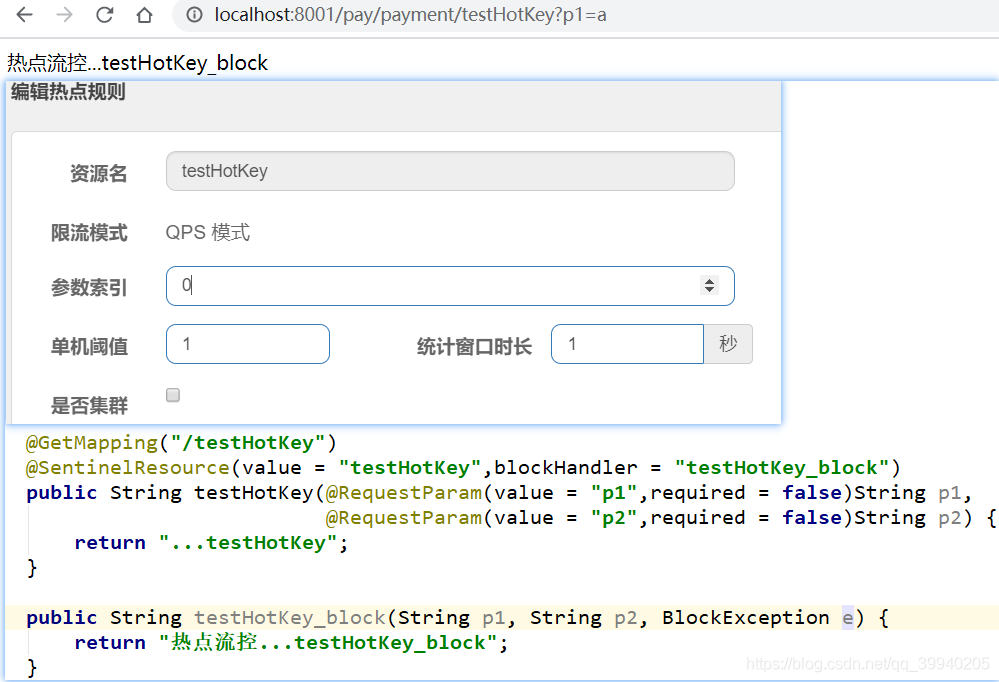 localhost:8001/pay/payment/testHotKey?p1=a
热点流控...testHotKey_block
编辑热点规则
资源名 testHotKey
限流模式 QPS 模式
参数索引 0
单机阈值 1 统计窗口时长 1 秒
是否集群
@GetMapping("/testHotKey")
@SentinelResource(value = "testHotKey",blockHandler = "testHotKey_block")
public String testHotKey(@RequestParam(value = "p1",required = false)String p1,
@RequestParam(value = "p2",required = false)String p2) {
return "...testHotKey";
}
public String testHotKey_block(String p1, String p2, BlockException e) {
return "热点流控...testHotKey_block";
}
https://blog.csdn.net/qq_39940205